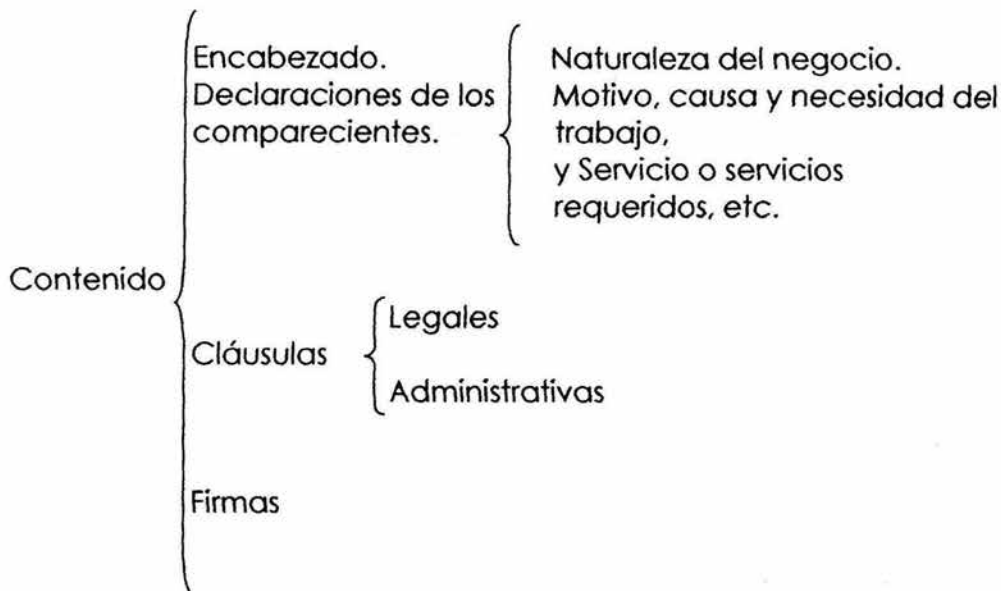 Encabezado.
Declaraciones de los
comparecientes.
Naturaleza del negocio.
Motivo, causa y necesidad del
trabajo,
y Servicio o servicios
requeridos, etc.
Contenido
Cláusulas
Legales
Administrativas
Firmas